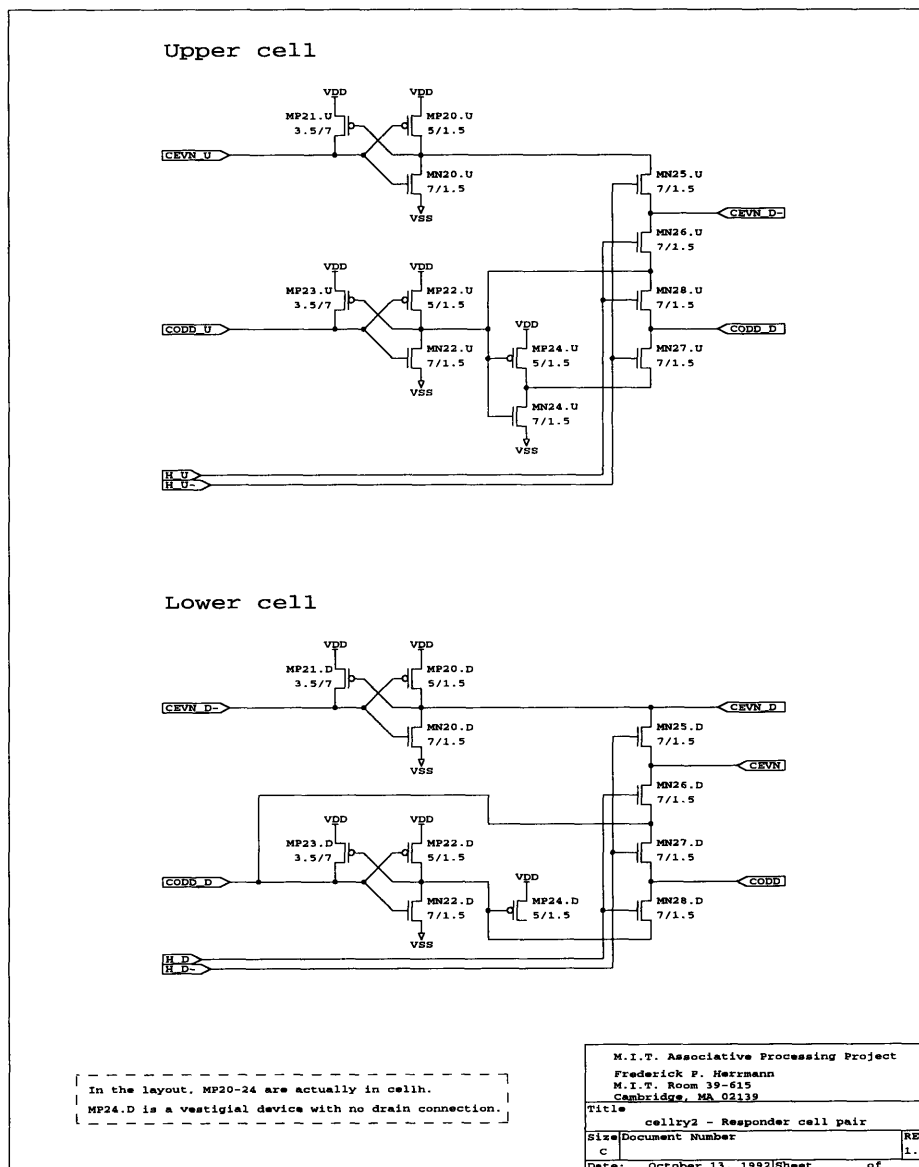 Upper cell
VDD
VDD
MP21.U
3.5/7
MP20.U
5/1.5
CEVN_U
MN20.U
7/1.5
VSS
MN25.U
7/1.5
CEVN_D-
MN26.U
7/1.5
VDD
VDD
MP23.U
3.5/7
MP22.U
5/1.5
MN28.U
7/1.5
CODD_U
CODD_D
VDD
MN22.U
7/1.5
VSS
MP24.U
5/1.5
MN27.U
7/1.5
MN24.U
7/1.5
VSS
H_U
H_U-
Lower cell
VDD
VDD
MP21.D
3.5/7
MP20.D
5/1.5
CEVN_D-
CEVN_D
MN20.D
7/1.5
VSS
MN25.D
7/1.5
CEVN
MN26.D
7/1.5
VDD
VDD
MP23.D
3.5/7
MP22.D
5/1.5
MN27.D
7/1.5
CODD_D
CODD
VDD
MN22.D
7/1.5
VSS
MP24.D
5/1.5
MN28.D
7/1.5
H_D
H_D-
In the layout, MP20-24 are actually in cellh.
MP24.D is a vestigial device with no drain connection.
M.I.T. Associative Processing Project
Frederick P. Herrmann
M.I.T. Room 39-615
Cambridge, MA 02139
Title
cellry2 - Responder cell pair
Size Document Number RE
C 1.
Date: October 13, 1992 Sheet of